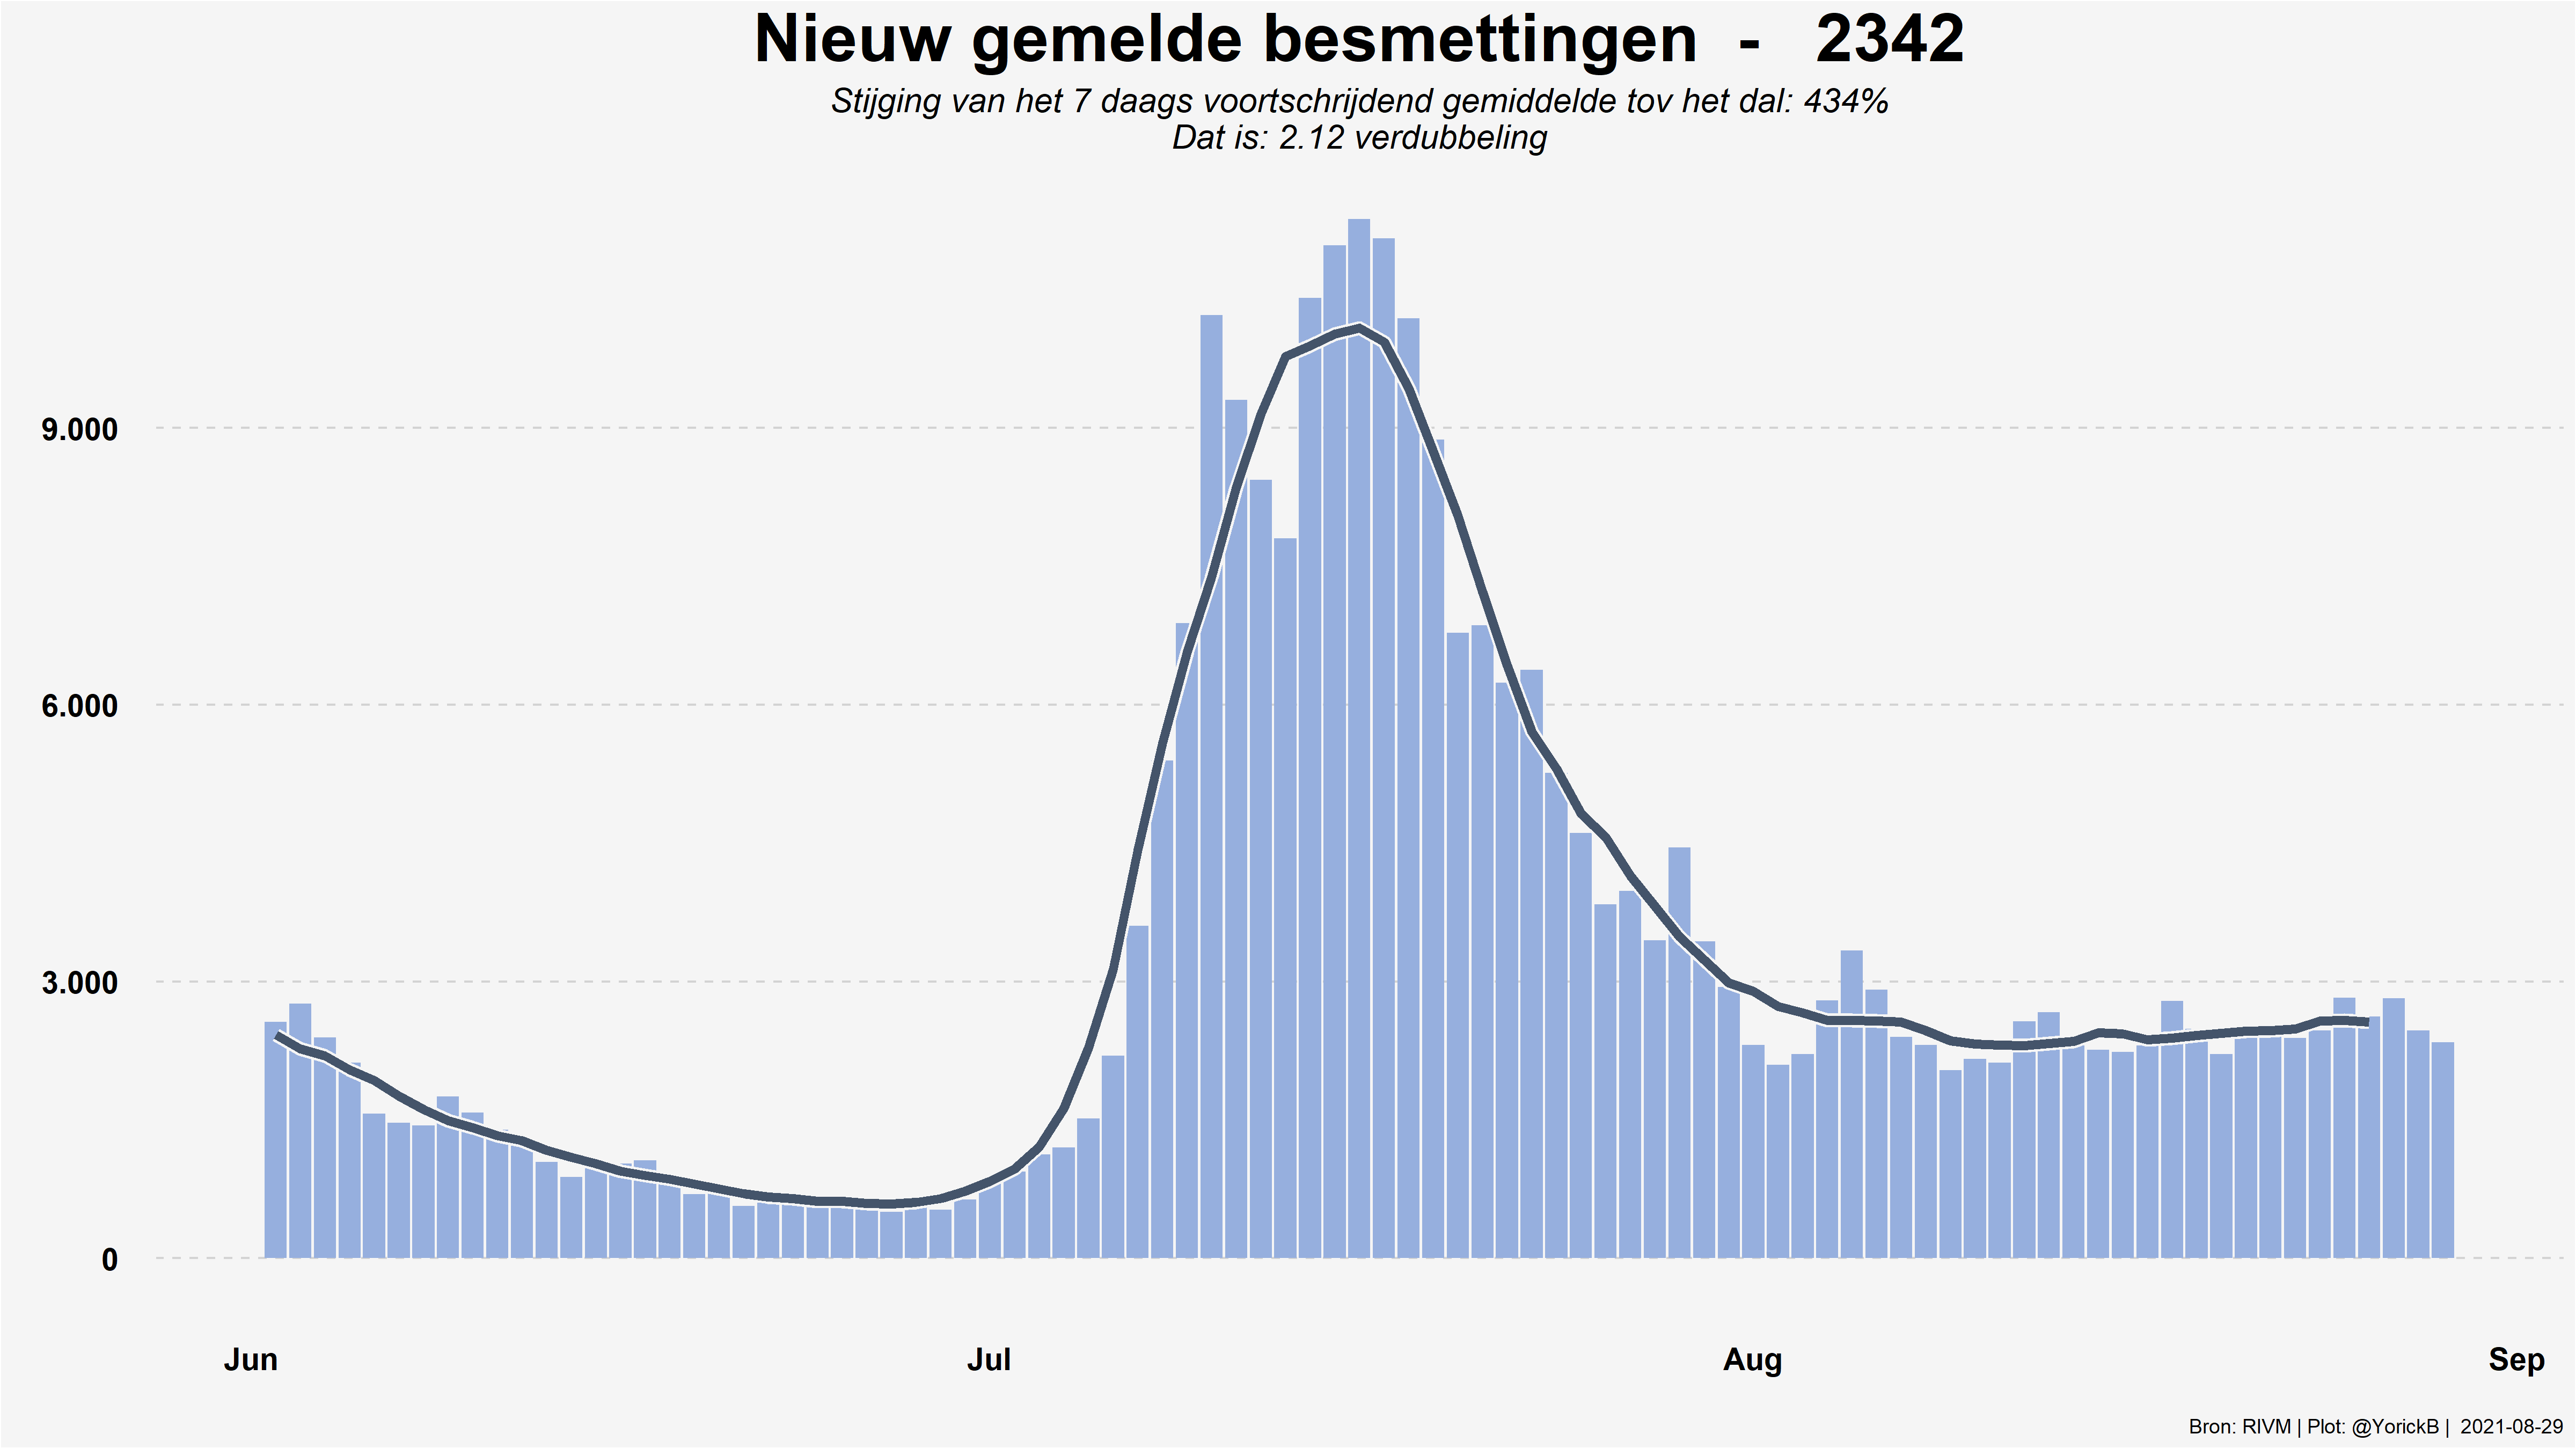 Nieuw gemelde besmettingen - 2342
Stijging van het 7 daags voortschrijdend gemiddelde tov het dal: 434%
Dat is: 2.12 verdubbeling
9.000
6.000
3.000
0
Jun Jul Aug Sep
Bron: RIVM | Plot: @YorickB | 2021-08-29